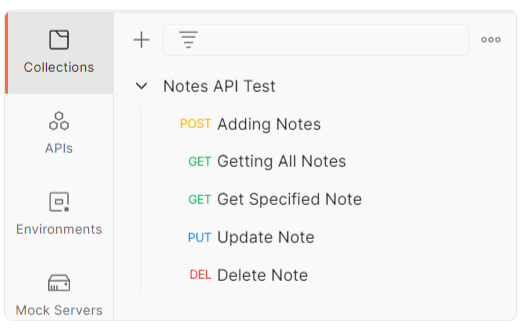 Collections
APIs
Environments
Mock Servers
Notes API Test
POST Adding Notes
GET Getting All Notes
GET Get Specified Note
PUT Update Note
DEL Delete Note